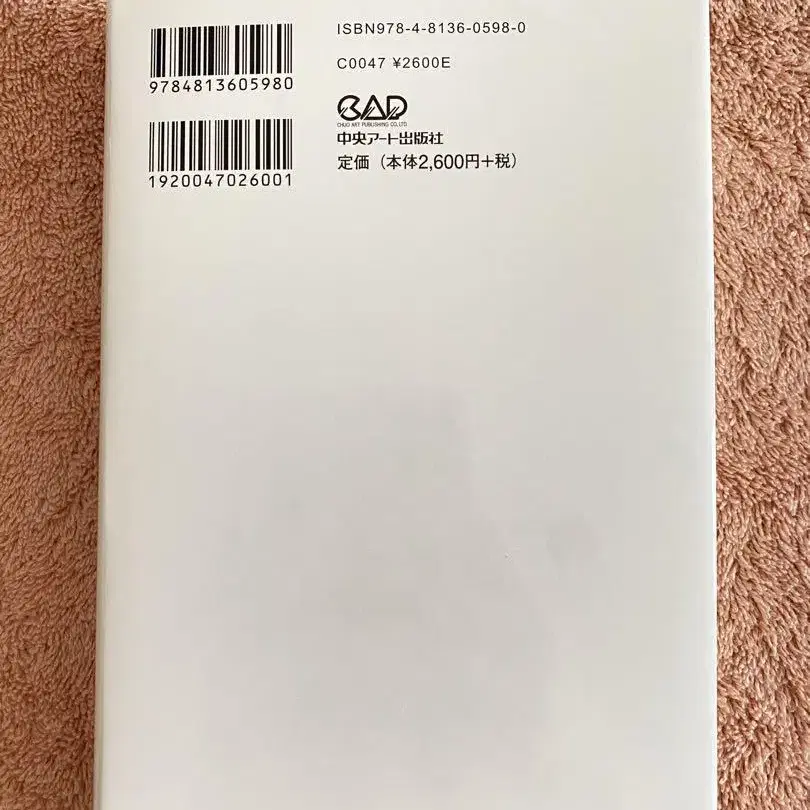 9784813605980
1920047026001
ISBN978-4-8136-0598-0
C0047 ¥2600E
CAD
CHUO ART PUBLISHING CO.,LTD.
中央アート出版社
定価（本体2,600円+税）